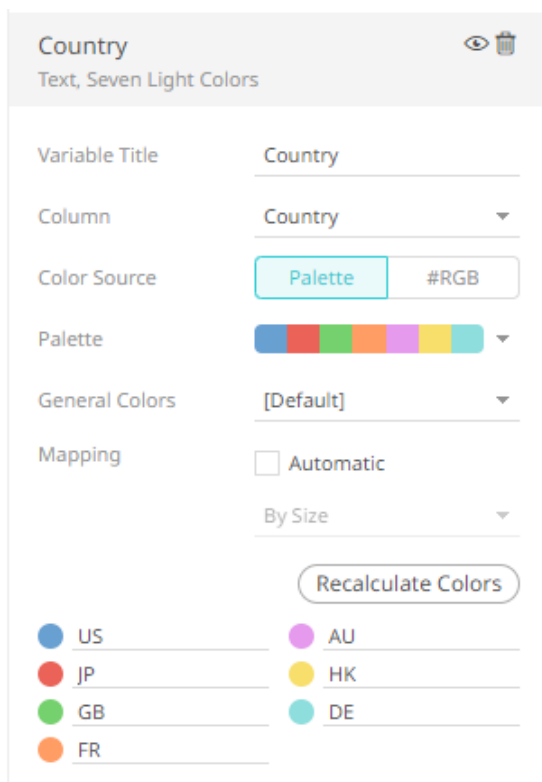 Country
Text, Seven Light Colors
Variable Title Country
Column Country
Color Source Palette #RGB
Palette
General Colors [Default]
Mapping Automatic
By Size
Recalculate Colors
US AU
JP HK
GB DE
FR